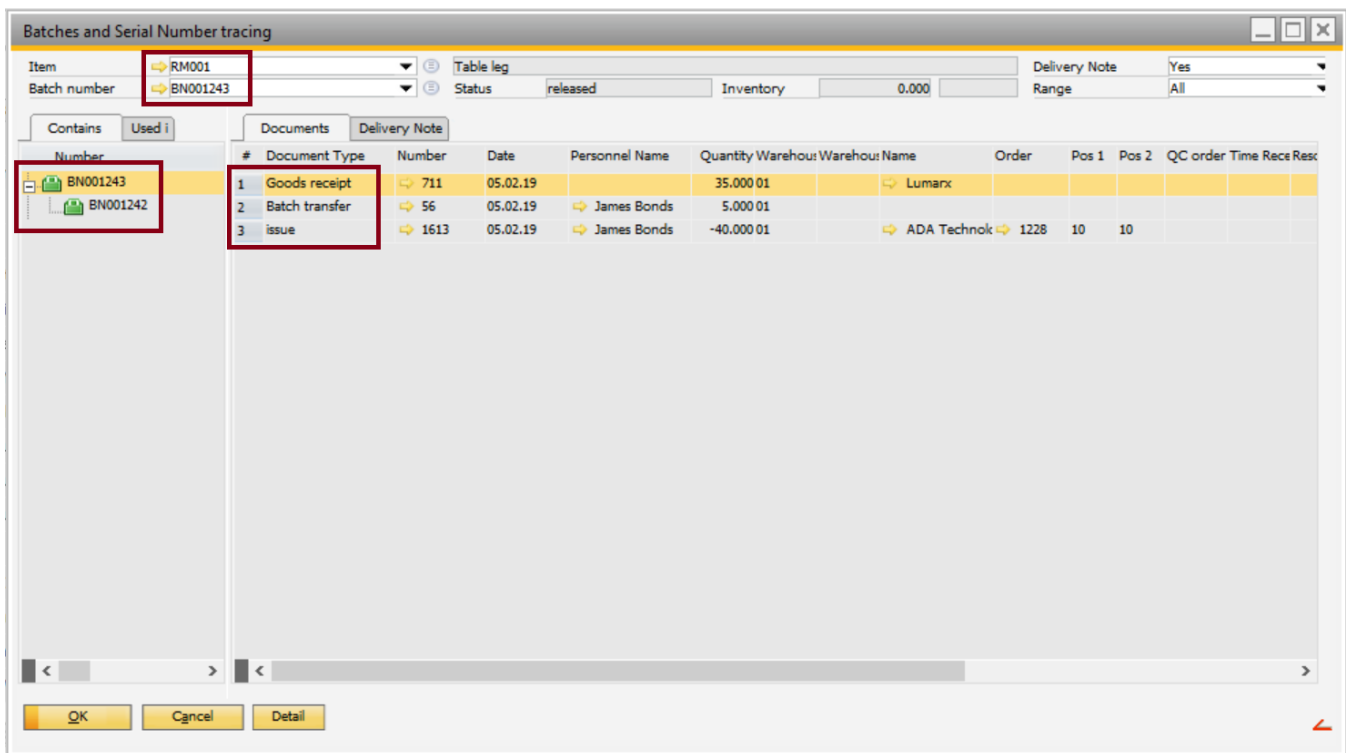 Batches and Serial Number tracing
Item RM001 Table leg Delivery Note Yes
Batch number BN001243 Status released Inventory 0.000 Range All
Contains Used i Documents Delivery Note
Number # Document Type Number Date Personnel Name Quantity Warehous Warehous Name Order Pos 1 Pos 2 QC order Time Rece Reso
BN001243 1 Goods receipt 711 05.02.19 35.000 01 Lumarx
BN001242 2 Batch transfer 56 05.02.19 James Bonds 5.000 01
3 issue 1613 05.02.19 James Bonds -40.000 01 ADA Technok 1228 10 10
OK Cancel Detail